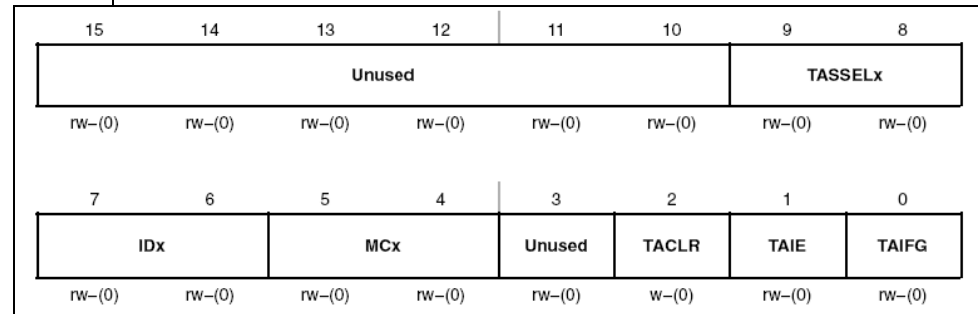 15 14 13 12 11 10 9 8
Unused TASSELx
rw–(0) rw–(0) rw–(0) rw–(0) rw–(0) rw–(0) rw–(0) rw–(0)
7 6 5 4 3 2 1 0
IDx MCx Unused TACLR TAIE TAIFG
rw–(0) rw–(0) rw–(0) rw–(0) rw–(0) w–(0) rw–(0) rw–(0)